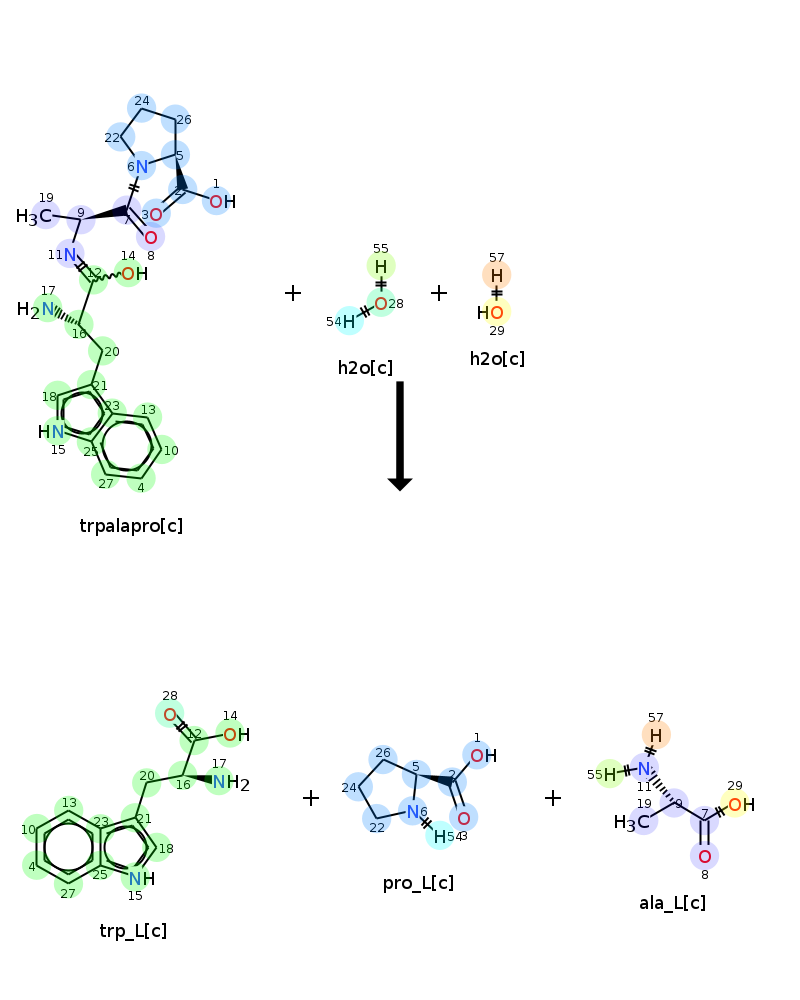 24
26
22
6 N
5
2
1
OH
19
H3C
9
7
3 O
O
8
11 N
14
12 OH
17
H2N
16
20
21
18
23
13
HN
15
25
10
27
4
trpalapro[c]
+
55
H
O 28
54 H
h2o[c]
+
57
H
HO
29
h2o[c]
28
O
14
12 OH
17
20 16 NH2
13
10 23 21
18
4 25
27
NH
15
trp_L[c]
+
1
OH
26 5 2
24
22 N 6
H 54 O 3
pro_L[c]
+
57
H
55 H N
11
29
19 9 7 OH
H3C
O
8
ala_L[c]